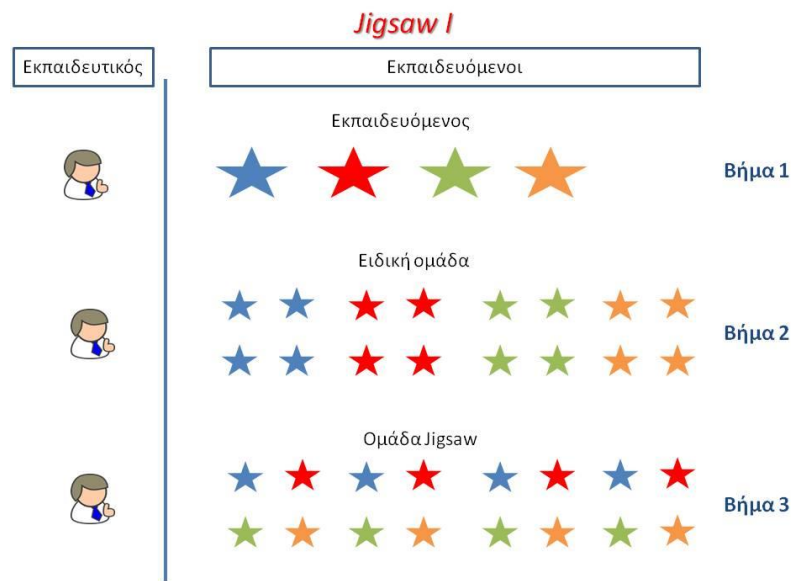 Jigsaw I
Εκπαιδευτικός
Εκπαιδευόμενοι
Εκπαιδευόμενος
Βήμα 1
Ειδική ομάδα
Βήμα 2
Ομάδα Jigsaw
Βήμα 3